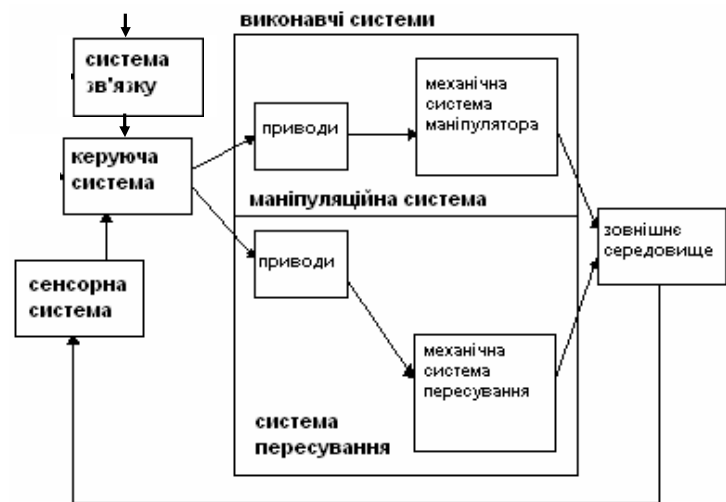 виконавчі системи
система
зв'язку
механічна
система
маніпулятора
приводи
керуюча
система
маніпуляційна система
зовнішнє
середовище
приводи
сенсорна
система
механічна
система
пересування
система
пересування